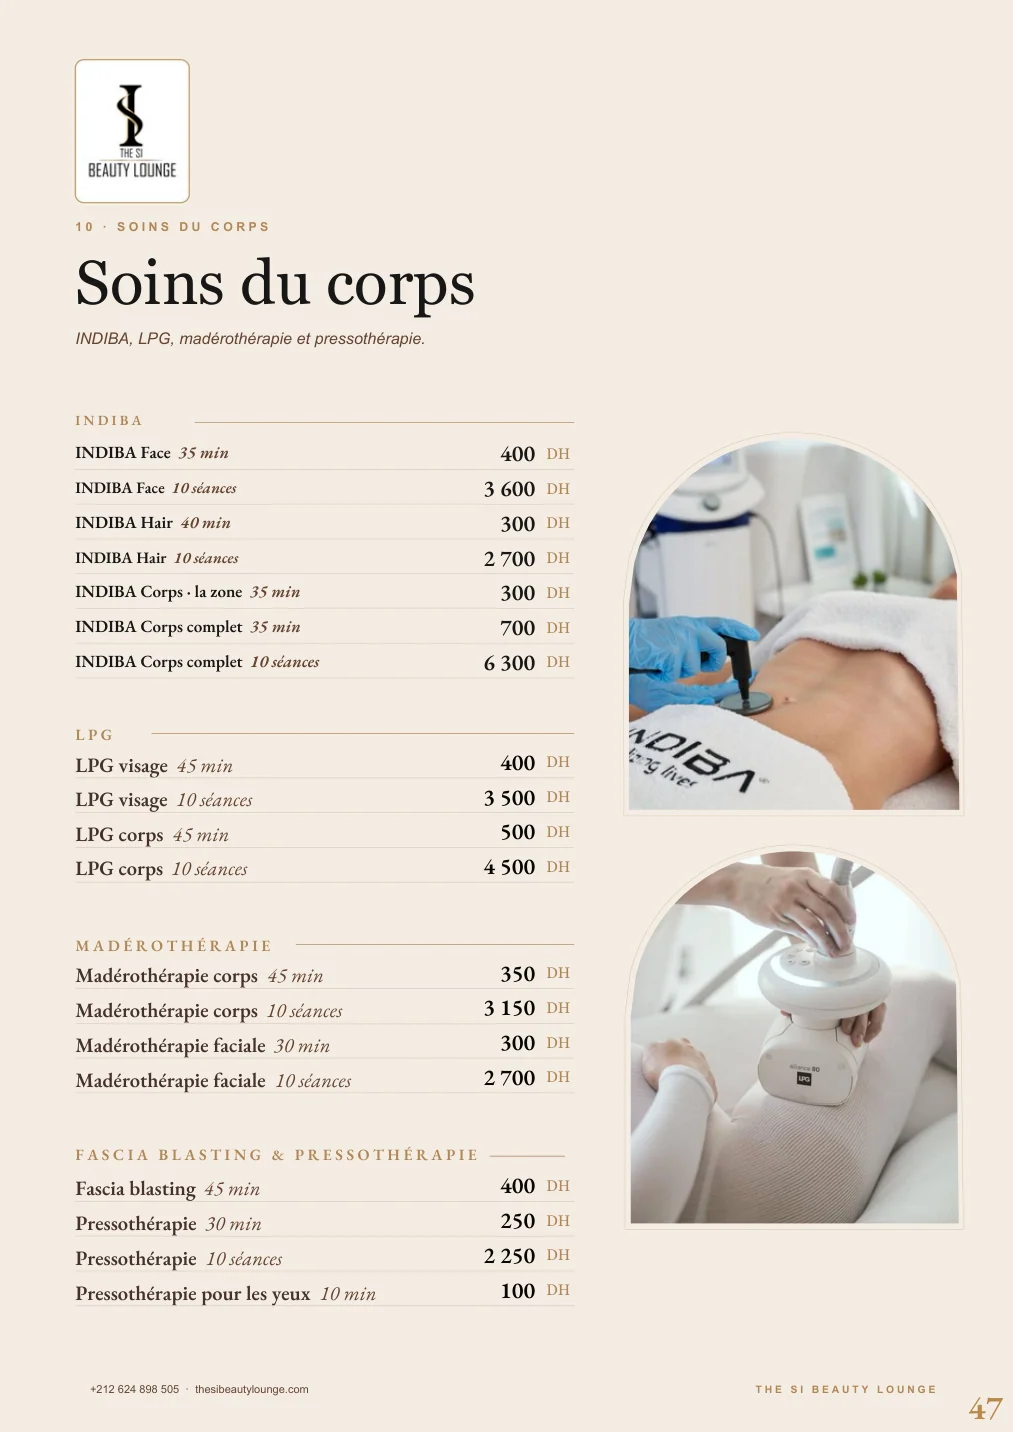 THE SI
BEAUTY LOUNGE
10 · SOINS DU CORPS
Soins du corps
INDIBA, LPG, madérothérapie et pressothérapie.
INDIBA
INDIBA Face 35 min 400 DH
INDIBA Face 10 séances 3 600 DH
INDIBA Hair 40 min 300 DH
INDIBA Hair 10 séances 2 700 DH
INDIBA Corps · la zone 35 min 300 DH
INDIBA Corps complet 35 min 700 DH
INDIBA Corps complet 10 séances 6 300 DH
LPG
LPG visage 45 min 400 DH
LPG visage 10 séances 3 500 DH
LPG corps 45 min 500 DH
LPG corps 10 séances 4 500 DH
MADÉROTHÉRAPIE
Madérothérapie corps 45 min 350 DH
Madérothérapie corps 10 séances 3 150 DH
Madérothérapie faciale 30 min 300 DH
Madérothérapie faciale 10 séances 2 700 DH
FASCIA BLASTING & PRESSOTHÉRAPIE
Fascia blasting 45 min 400 DH
Pressothérapie 30 min 250 DH
Pressothérapie 10 séances 2 250 DH
Pressothérapie pour les yeux 10 min 100 DH
NDIBA®
lives
LPG
+212 624 898 505 · thesibeautylounge.com
THE SI BEAUTY LOUNGE
47